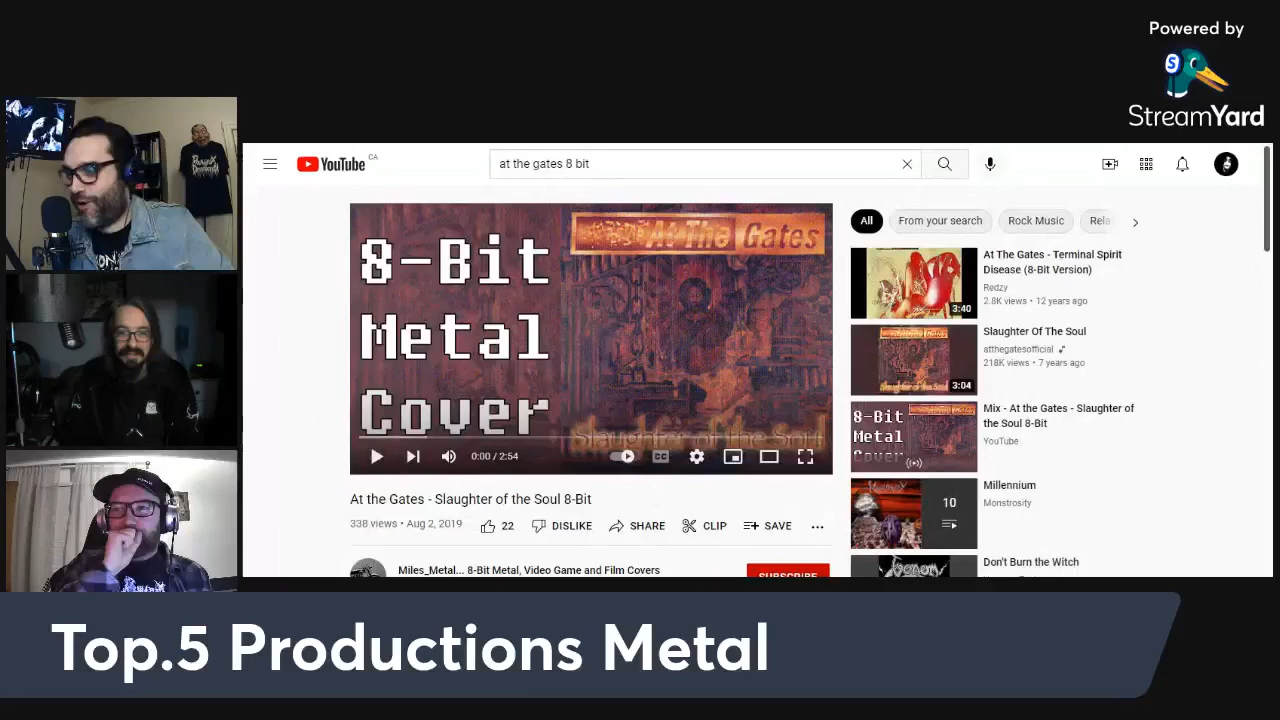 Powered by
StreamYard
YouTube CA
at the gates 8 bit
8-Bit
Metal
Cover
At The Gates
Slaughter of the Soul
0:00 / 2:54
CC
At the Gates - Slaughter of the Soul 8-Bit
338 views • Aug 2, 2019
22
DISLIKE
SHARE
CLIP
SAVE
Miles_Metal... 8-Bit Metal, Video Game and Film Covers
SUBSCRIBE
All
From your search
Rock Music
Rela
At The Gates - Terminal Spirit
Disease (8-Bit Version)
Redzy
2.8K views • 12 years ago
3:40
Slaughter Of The Soul
atthegatesofficial
218K views • 7 years ago
3:04
8-Bit
Metal
Cover
Mix - At the Gates - Slaughter of
the Soul 8-Bit
YouTube
Millennium
Monstrosity
10
Don't Burn the Witch
VENOM
Top.5 Productions Metal